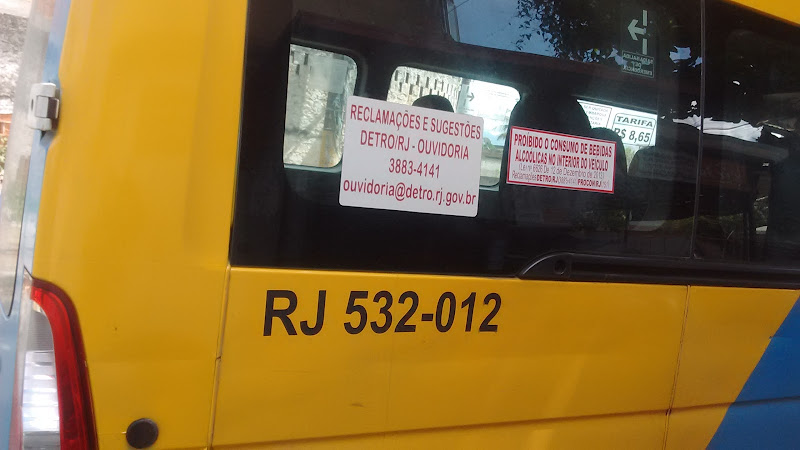 RECLAMAÇÕES E SUGESTÕES
DETRO/RJ - OUVIDORIA
3883-4141
ouvidoria@detro.rj.gov.br
PROIBIDO O CONSUMO DE BEBIDAS
ALCOÓLICAS NO INTERIOR DO VEÍCULO
TARIFA
R$ 8,65
RJ 532-012